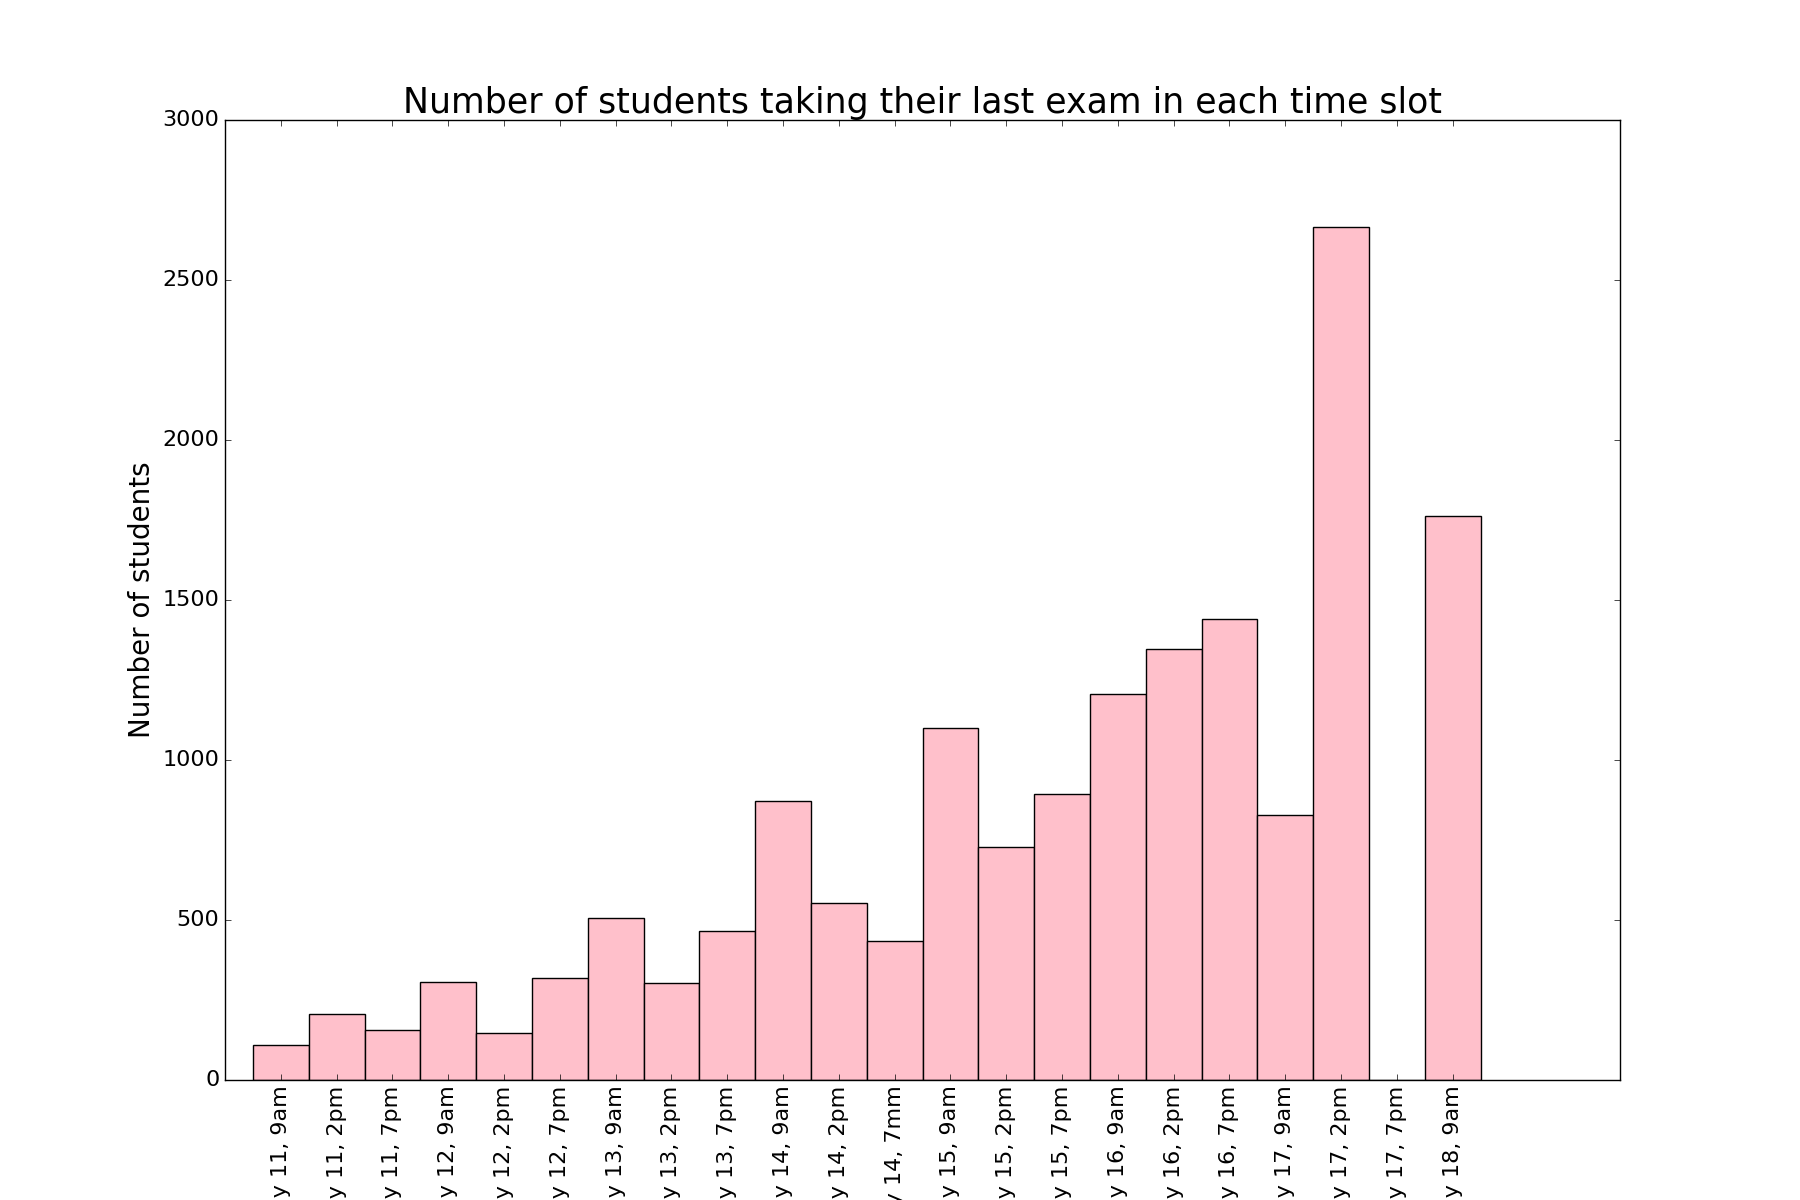 Number of students taking their last exam in each time slot
3000
2500
2000
1500
1000
500
0
Number of students
y 11, 9am
y 11, 2pm
y 11, 7pm
y 12, 9am
y 12, 2pm
y 12, 7pm
y 13, 9am
y 13, 2pm
y 13, 7pm
y 14, 9am
y 14, 2pm
y 14, 7mm
y 15, 9am
y 15, 2pm
y 15, 7pm
y 16, 9am
y 16, 2pm
y 16, 7pm
y 17, 9am
y 17, 2pm
y 17, 7pm
y 18, 9am